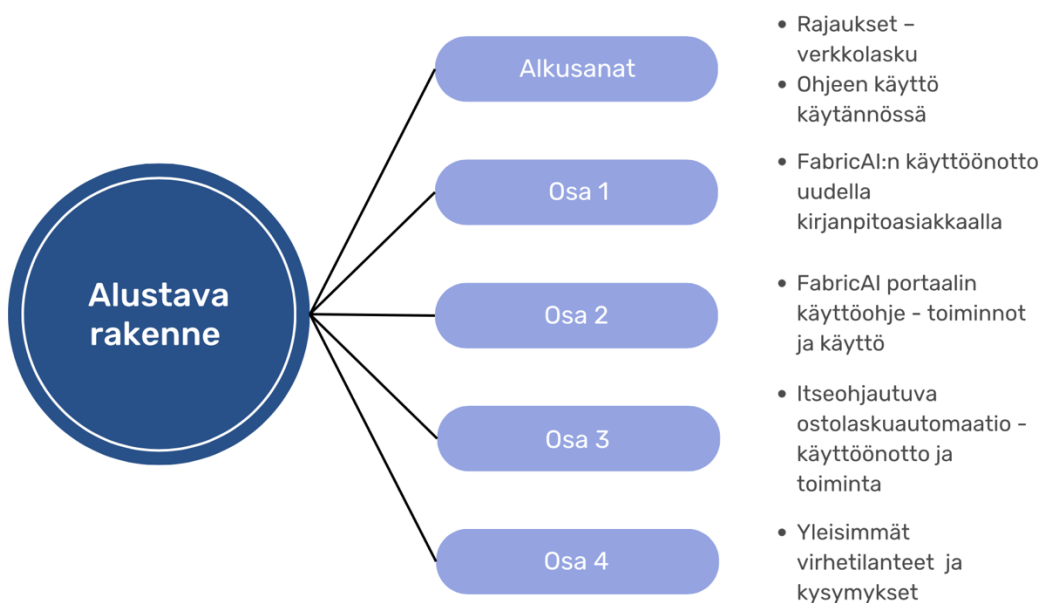 Alustava
rakenne
Alkusanat
• Rajaukset –
verkkolasku
• Ohjeen käyttö
käytännössä
Osa 1
• FabricAI:n käyttöönotto
uudella
kirjanpitoasiakkaalla
Osa 2
• FabricAI portaalin
käyttöohje - toiminnot
ja käyttö
Osa 3
• Itseohjautuva
ostolaskuautomaatio -
käyttöönotto ja
toiminta
Osa 4
• Yleisimmät
virhetilanteet ja
kysymykset